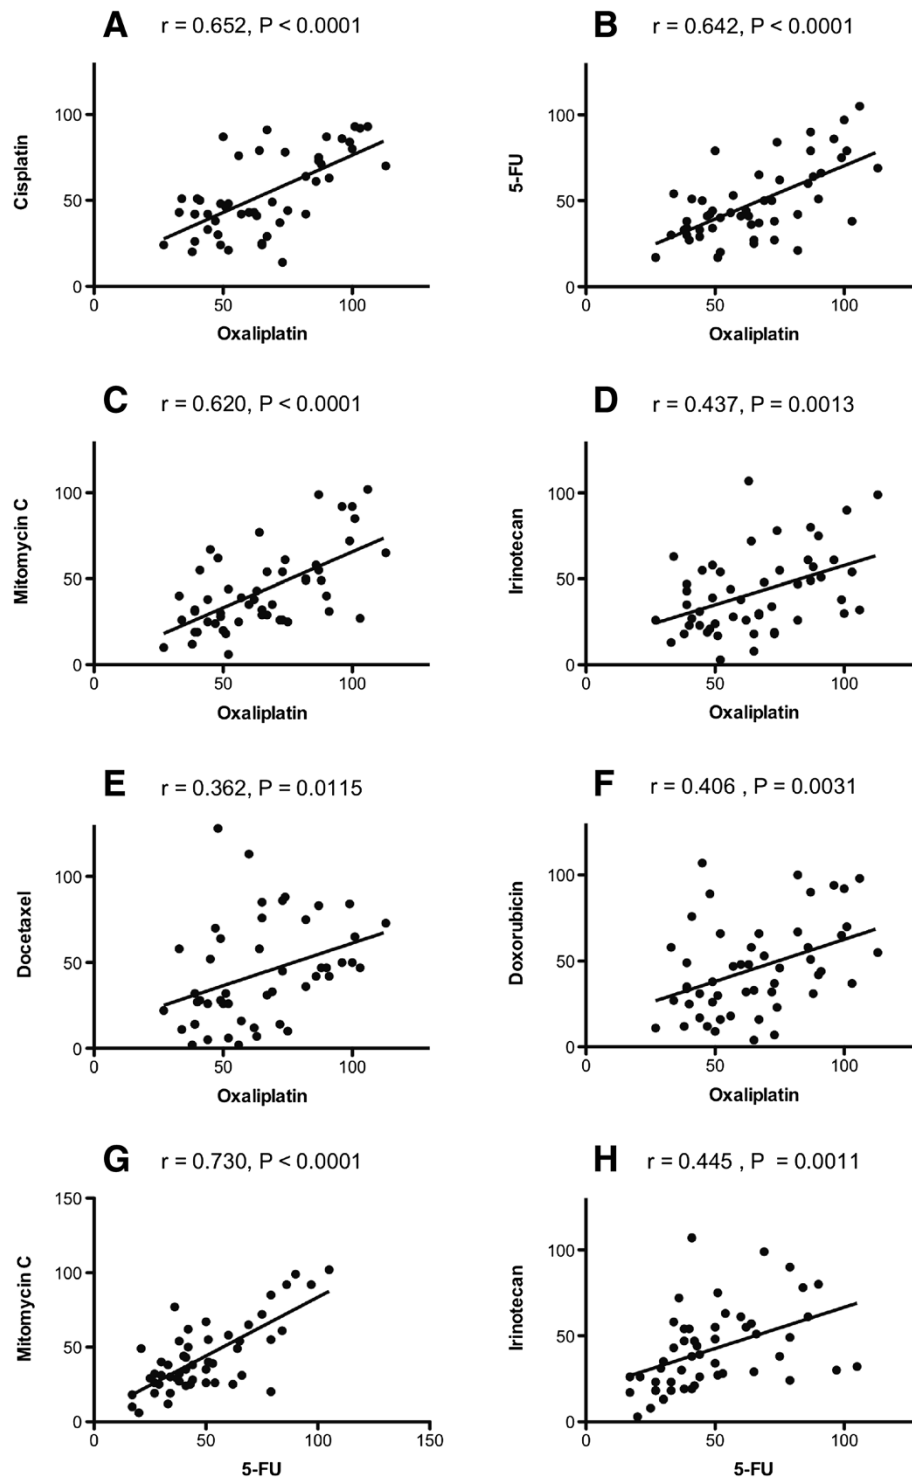 A r = 0.652, P < 0.0001
Cisplatin
100
50
0
0 50 100
Oxaliplatin
B r = 0.642, P < 0.0001
5-FU
100
50
0
0 50 100
Oxaliplatin
C r = 0.620, P < 0.0001
Mitomycin C
100
50
0
0 50 100
Oxaliplatin
D r = 0.437, P = 0.0013
Irinotecan
100
50
0
0 50 100
Oxaliplatin
E r = 0.362, P = 0.0115
Docetaxel
100
50
0
0 50 100
Oxaliplatin
F r = 0.406 , P = 0.0031
Doxorubicin
100
50
0
0 50 100
Oxaliplatin
G r = 0.730, P < 0.0001
Mitomycin C
150
100
50
0
0 50 100 150
5-FU
H r = 0.445 , P = 0.0011
Irinotecan
100
50
0
0 50 100
5-FU